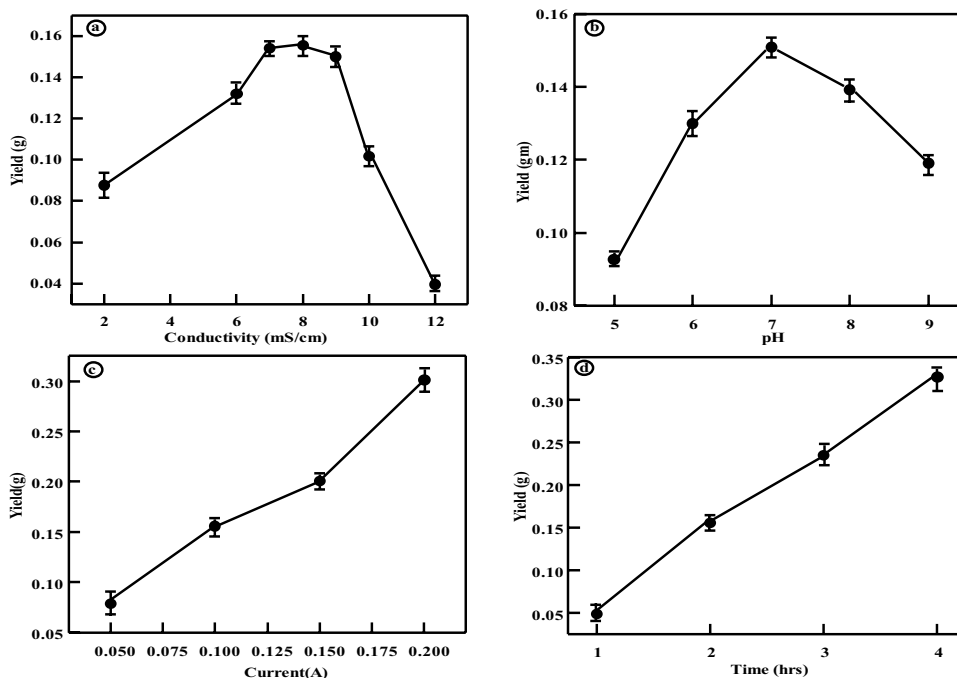 a
Yield (g)
0.16
0.14
0.12
0.10
0.08
0.06
0.04
2 4 6 8 10 12
Conductivity (mS/cm)
b
Yield (gm)
0.16
0.14
0.12
0.10
0.08
5 6 7 8 9
pH
c
Yield(g)
0.30
0.25
0.20
0.15
0.10
0.05
0.050 0.075 0.100 0.125 0.150 0.175 0.200
Current(A)
d
Yield (g)
0.35
0.30
0.25
0.20
0.15
0.10
0.05
1 2 3 4
Time (hrs)